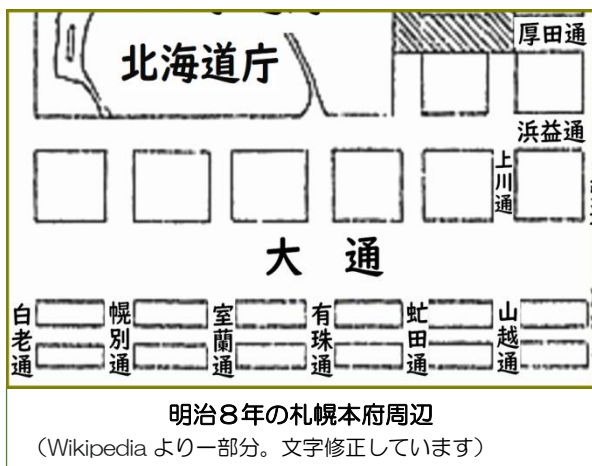 厚田通
北海道庁
浜益通
上川通
大通
白老通
幌別通
室蘭通
有珠通
虻田通
山越通
明治８年の札幌本府周辺
（Wikipedia より一部分。文字修正しています）